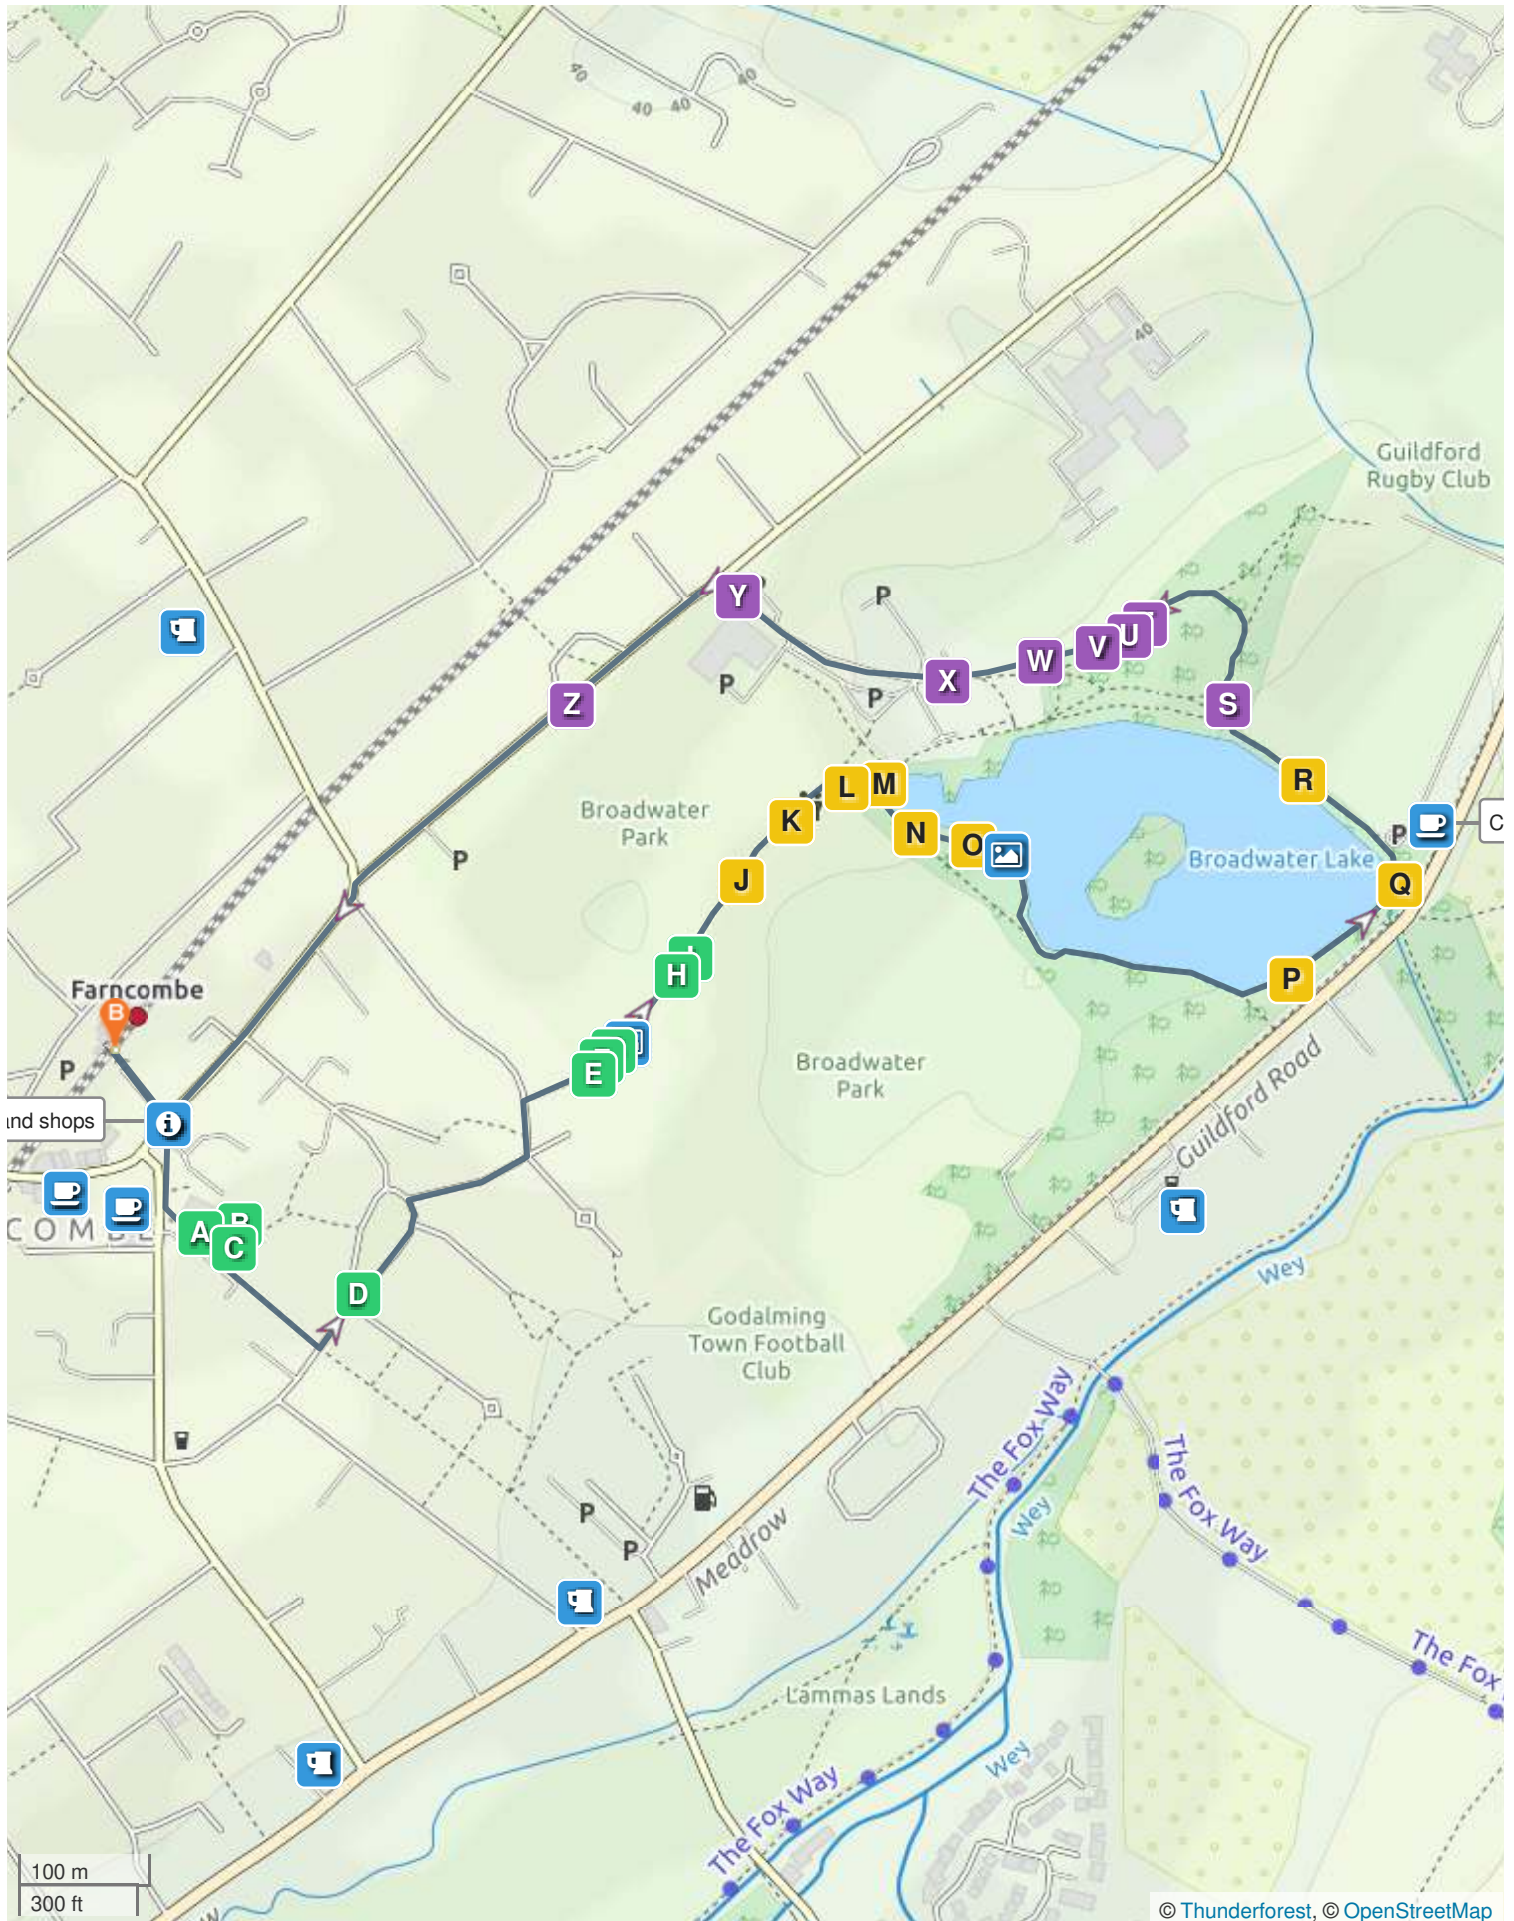 40
40
40
40
40
Guildford
Rugby Club
P
Y
U
V
W
X
P
P
Z
S
Broadwater
Park
L
M
K
N
O
R
P
C
P
J
Broadwater Lake
Q
H
P
Farncombe
B
P
E
Broadwater
Park
Guildford Road
and shops
A
B
C
D
Wey
Godalming
Town Football
Club
The Fox Way
The Fox Way
Wey
P
P
Meadrow
The Fox
Lammas Lands
Wey
The Fox Way
100 m
300 ft
© Thunderforest, © OpenStreetMap